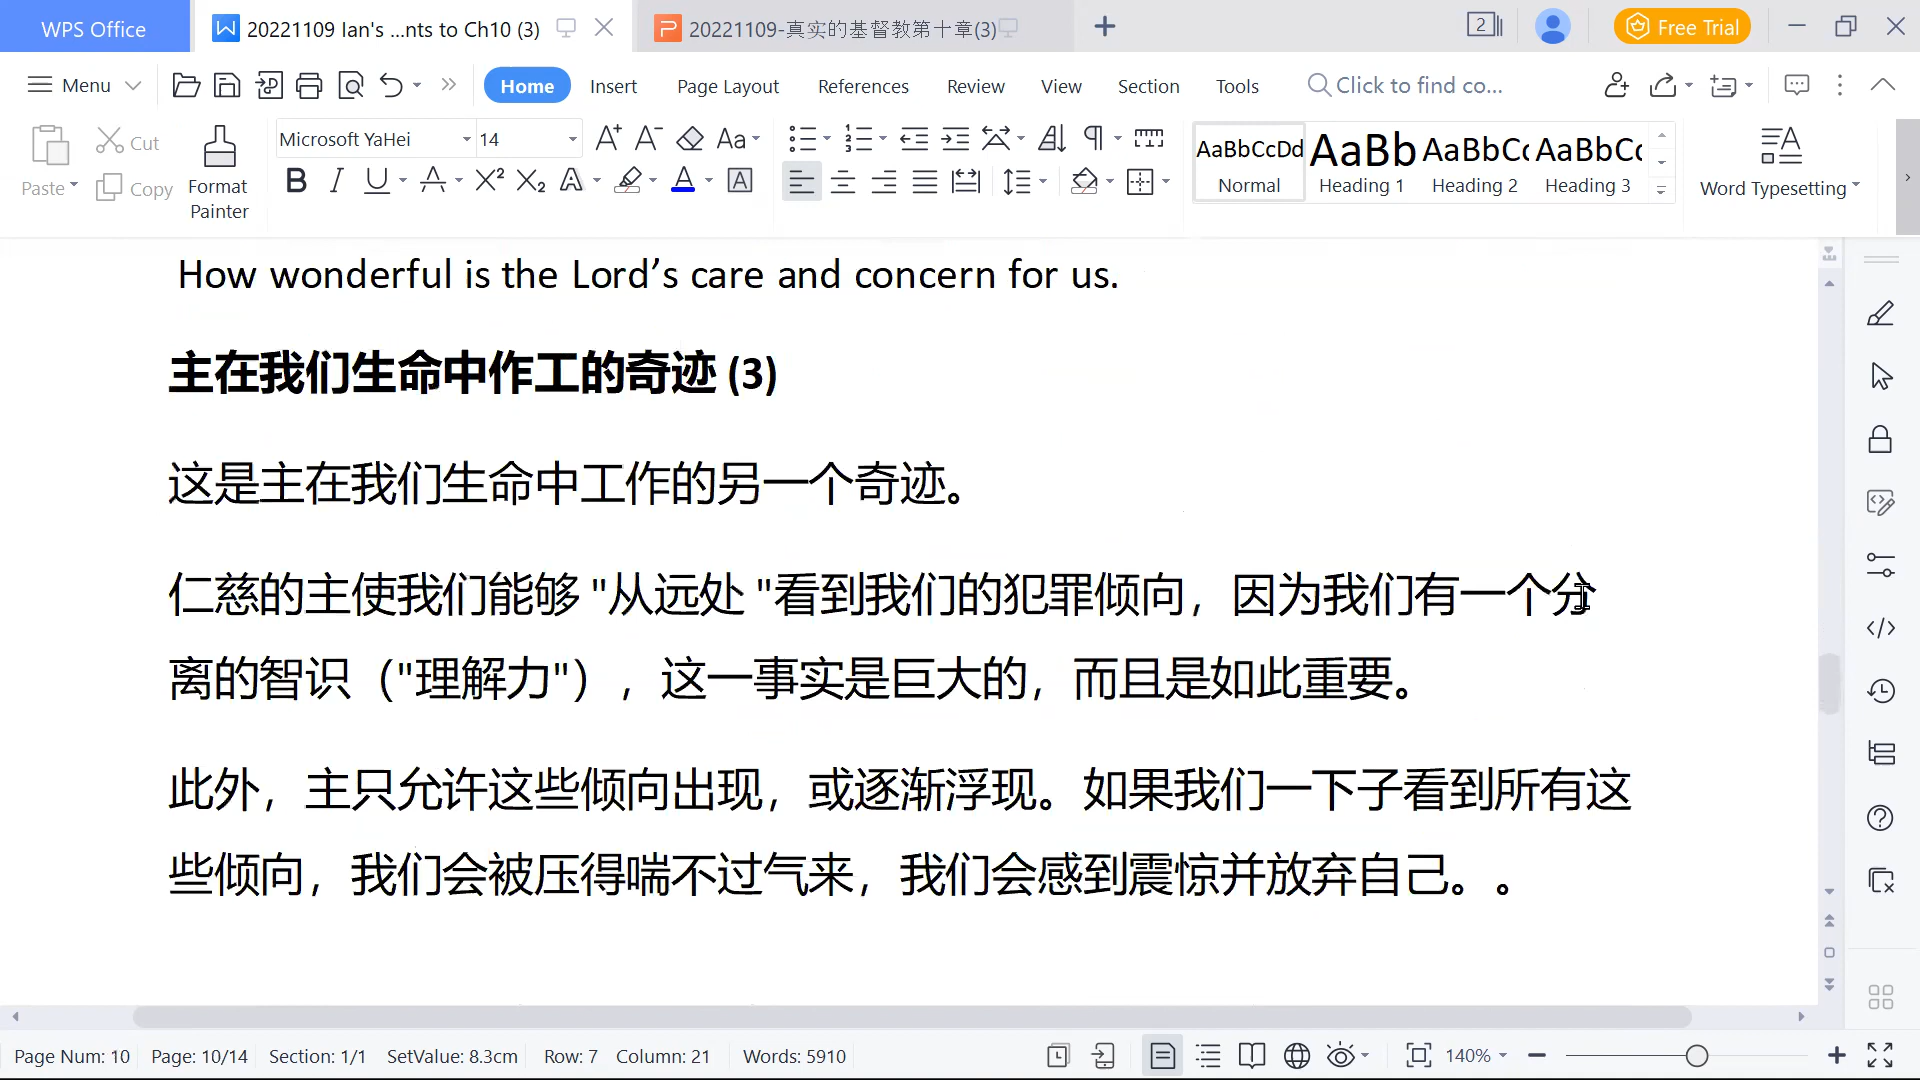 WPS Office
20221109 Ian's ...nts to Ch10 (3)
20221109-真实的基督教第十章(3)
2
Free Trial
Menu
Home
Insert
Page Layout
References
Review
View
Section
Tools
Click to find co...
Paste
Cut
Copy
Format
Painter
Microsoft YaHei
14
AaBbCcDd
Normal
AaBb
Heading 1
AaBbCc
Heading 2
AaBbCc
Heading 3
Word Typesetting
How wonderful is the Lord’s care and concern for us.
主在我们生命中作工的奇迹 (3)
这是主在我们生命中工作的另一个奇迹。
仁慈的主使我们能够 "从远处 "看到我们的犯罪倾向，因为我们有一个分
离的智识（"理解力"），这一事实是巨大的，而且是如此重要。
此外，主只允许这些倾向出现，或逐渐浮现。如果我们一下子看到所有这
些倾向，我们会被压得喘不过气来，我们会感到震惊并放弃自己。。
Page Num: 10
Page: 10/14
Section: 1/1
SetValue: 8.3cm
Row: 7
Column: 21
Words: 5910
140%